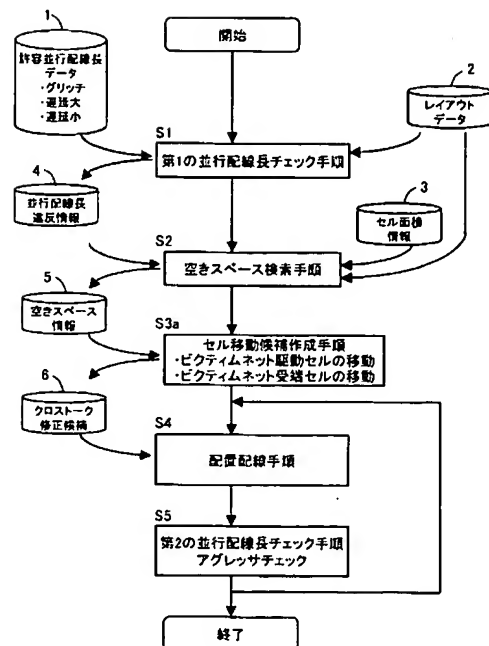 1
開始
許容並行配線長
データ
・グリッチ
・遅延大
・遅延小
2
レイアウト
データ
S1
第1の並行配線長チェック手順
4
並行配線長
違反情報
3
セル面積
情報
S2
空きスペース検索手順
5
空きスペース
情報
S3a
セル移動候補作成手順
・ビクティムネット駆動セルの移動
・ビクティムネット受端セルの移動
6
クロストーク
修正候補
S4
配置配線手順
S5
第2の並行配線長チェック手順
アグレッサチェック
終了